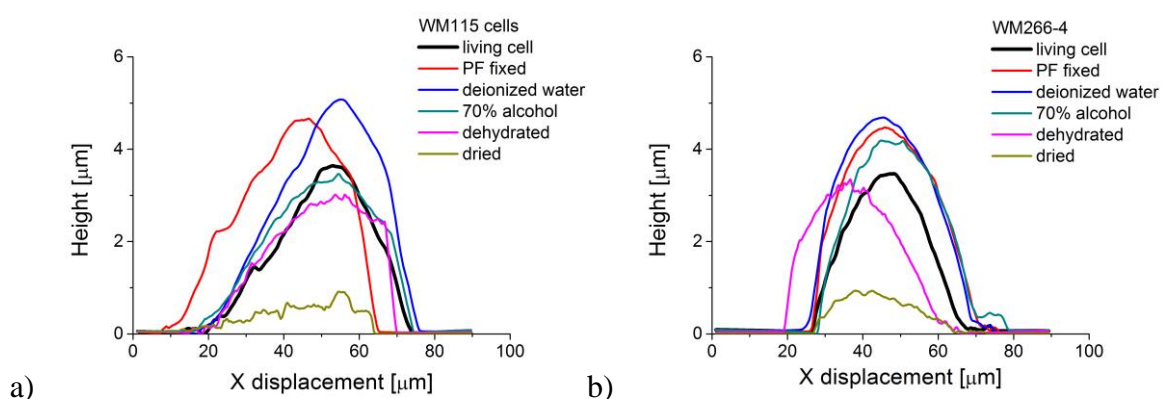 WM115 cells
living cell
PF fixed
deionized water
70% alcohol
dehydrated
dried
6
4
2
0
Height [µm]
0 20 40 60 80 100
X displacement [µm]
a)
WM266-4
living cell
PF fixed
deionized water
70% alcohol
dehydrated
dried
6
4
2
0
Height [µm]
0 20 40 60 80 100
X displacement [µm]
b)